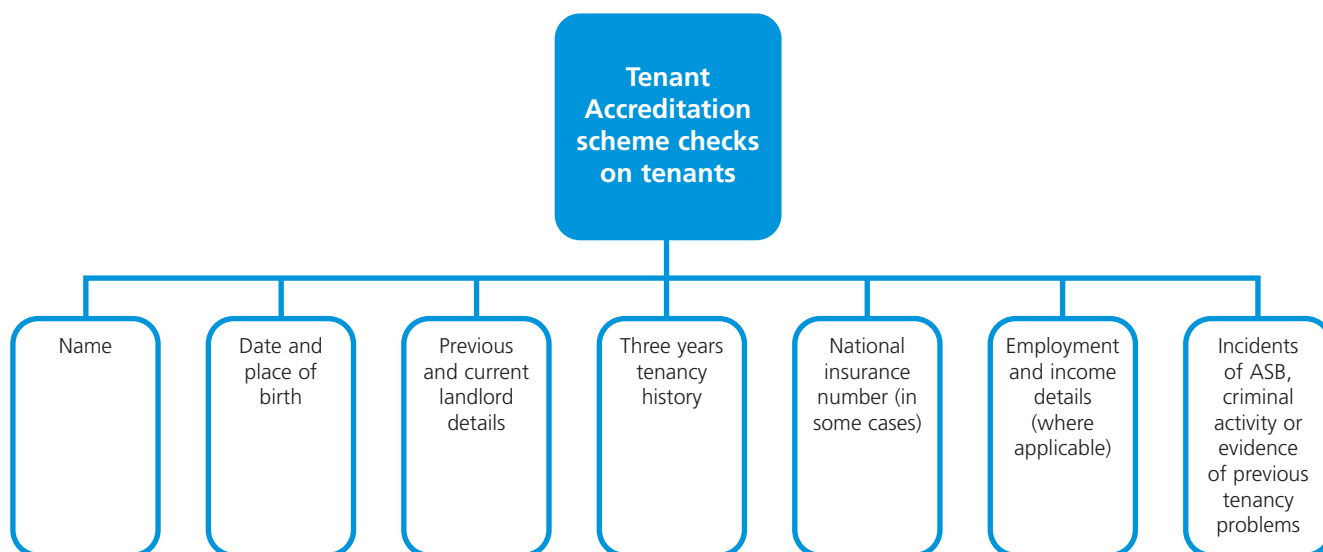 Tenant
Accreditation
scheme checks
on tenants
Name
Date and
place of
birth
Previous
and current
landlord
details
Three years
tenancy
history
National
insurance
number (in
some cases)
Employment
and income
details
(where
applicable)
Incidents
of ASB,
criminal
activity or
evidence
of previous
tenancy
problems